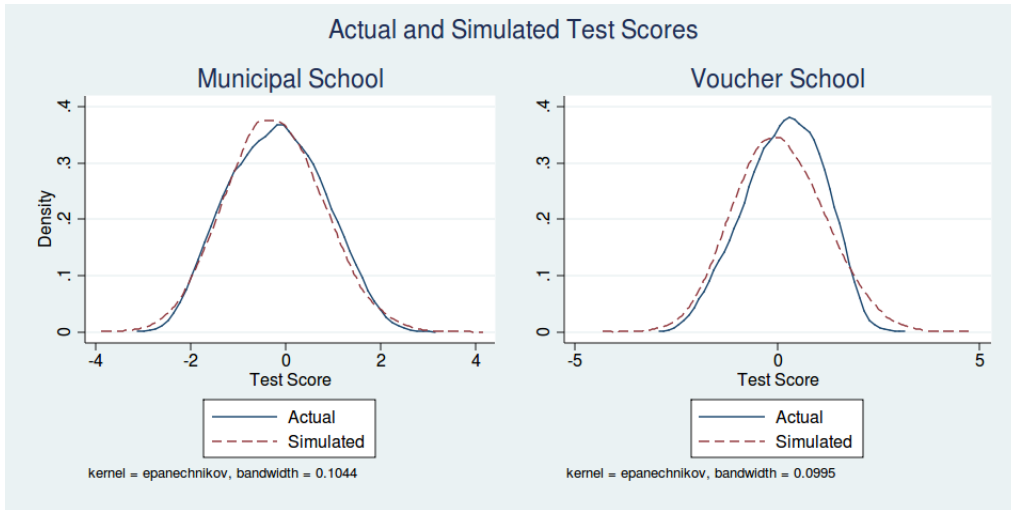 Actual and Simulated Test Scores
Municipal School
.4
.3
.2
.1
0
Density
-4 -2 0 2 4
Test Score
Actual
Simulated
kernel = epanechnikov, bandwidth = 0.1044
Voucher School
.4
.3
.2
.1
0
-5 0 5
Test Score
Actual
Simulated
kernel = epanechnikov, bandwidth = 0.0995